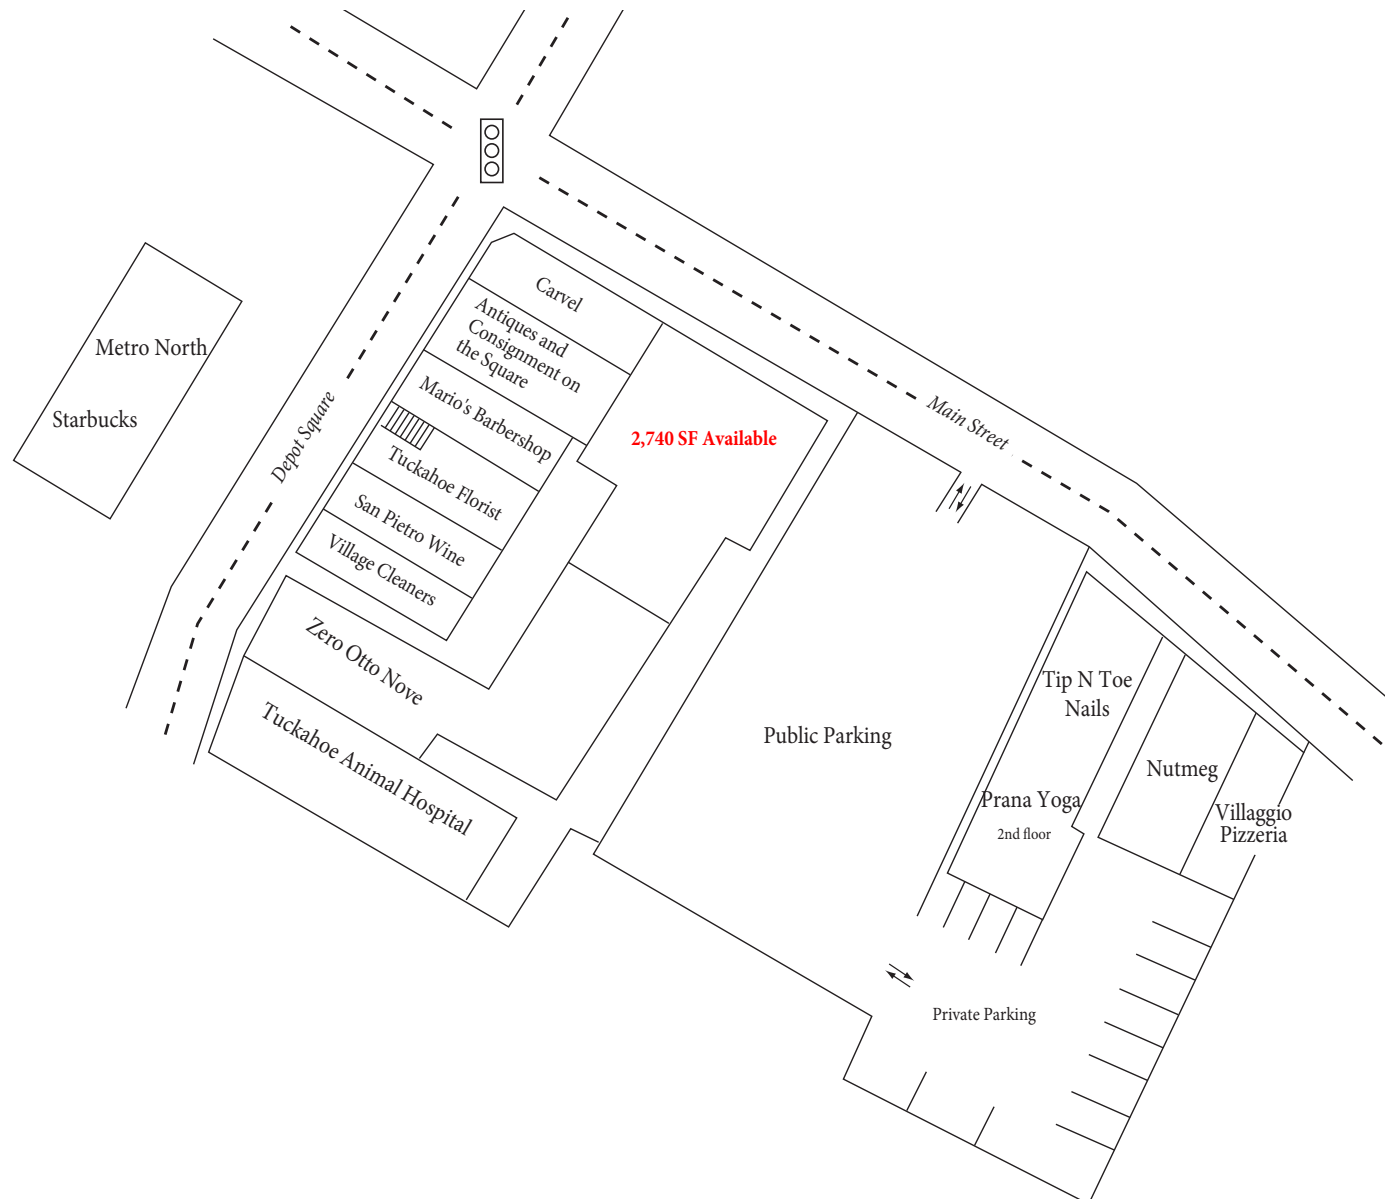 Carvel
Antiques and
Consignment on
the Square
Metro North
Mario's Barbershop
Starbucks
Depot Square
Main Street
2,740 SF Available
Tuckahoe Florist
San Pietro Wine
Village Cleaners
Zero Otto Nove
Tuckahoe Animal Hospital
Public Parking
Tip N Toe
Nails
Prana Yoga
2nd floor
Nutmeg
Villaggio
Pizzeria
Private Parking